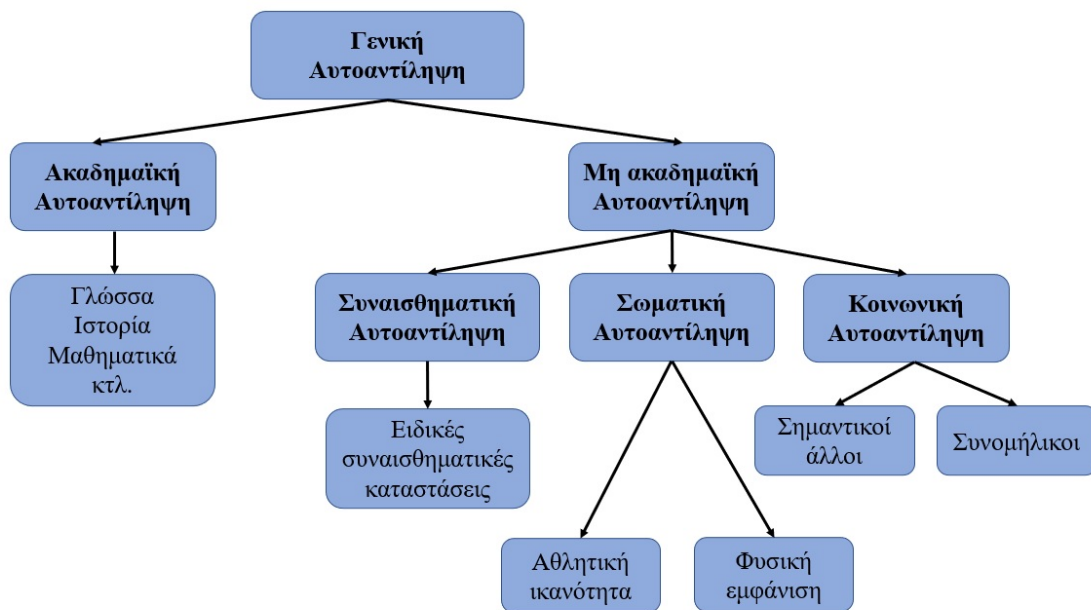 Γενική
Αυτοαντίληψη
Ακαδημαϊκή
Αυτοαντίληψη
Μη ακαδημαϊκή
Αυτοαντίληψη
Γλώσσα
Ιστορία
Μαθηματικά
κτλ.
Συναισθηματική
Αυτοαντίληψη
Σωματική
Αυτοαντίληψη
Κοινωνική
Αυτοαντίληψη
Ειδικές
συναισθηματικές
καταστάσεις
Σημαντικοί
άλλοι
Συνομήλικοι
Αθλητική
ικανότητα
Φυσική
εμφάνιση